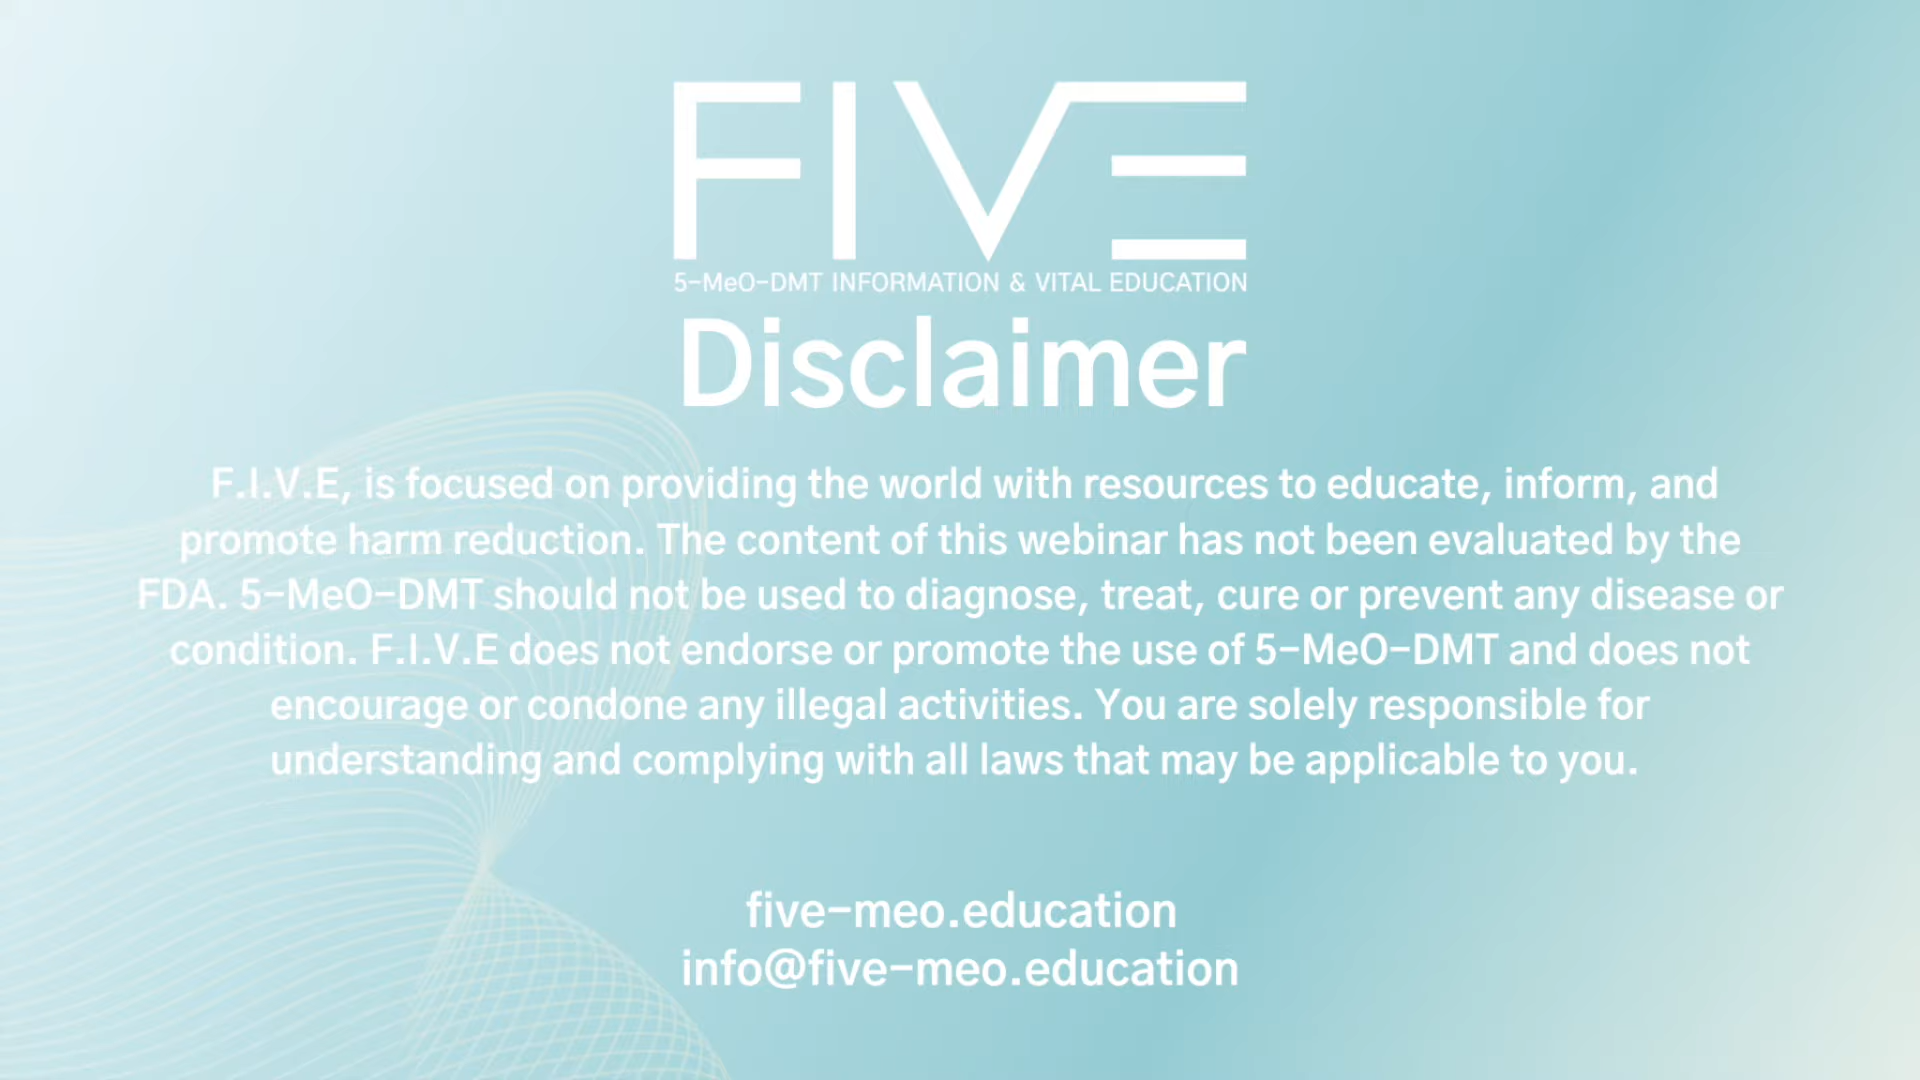 FIVE
5-MeO-DMT INFORMATION & VITAL EDUCATION
Disclaimer
F.I.V.E, is focused on providing the world with resources to educate, inform, and
promote harm reduction. The content of this webinar has not been evaluated by the
FDA. 5-MeO-DMT should not be used to diagnose, treat, cure or prevent any disease or
condition. F.I.V.E does not endorse or promote the use of 5-MeO-DMT and does not
encourage or condone any illegal activities. You are solely responsible for
understanding and complying with all laws that may be applicable to you.
five-meo.education
info@five-meo.education